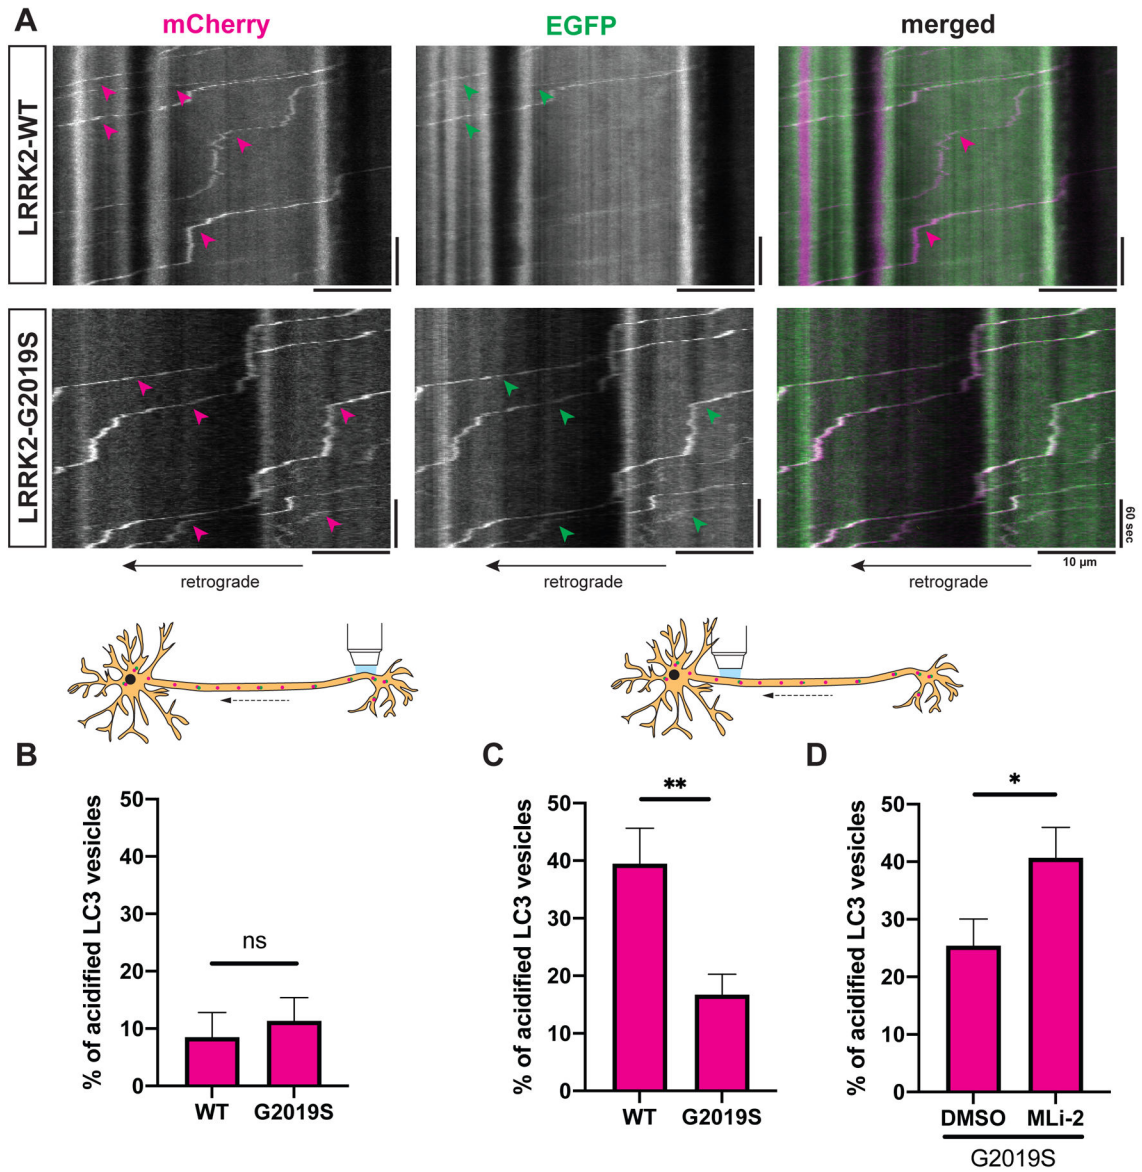 A
mCherry
EGFP
merged
LRRK2-WT
LRRK2-G2019S
60 sec
10 µm
retrograde
retrograde
retrograde
B
C
D
% of acidified LC3 vesicles
50
40
30
20
10
0
ns
WT
G2019S
% of acidified LC3 vesicles
50
40
30
20
10
0
**
WT
G2019S
% of acidified LC3 vesicles
50
40
30
20
10
0
*
DMSO
MLi-2
G2019S